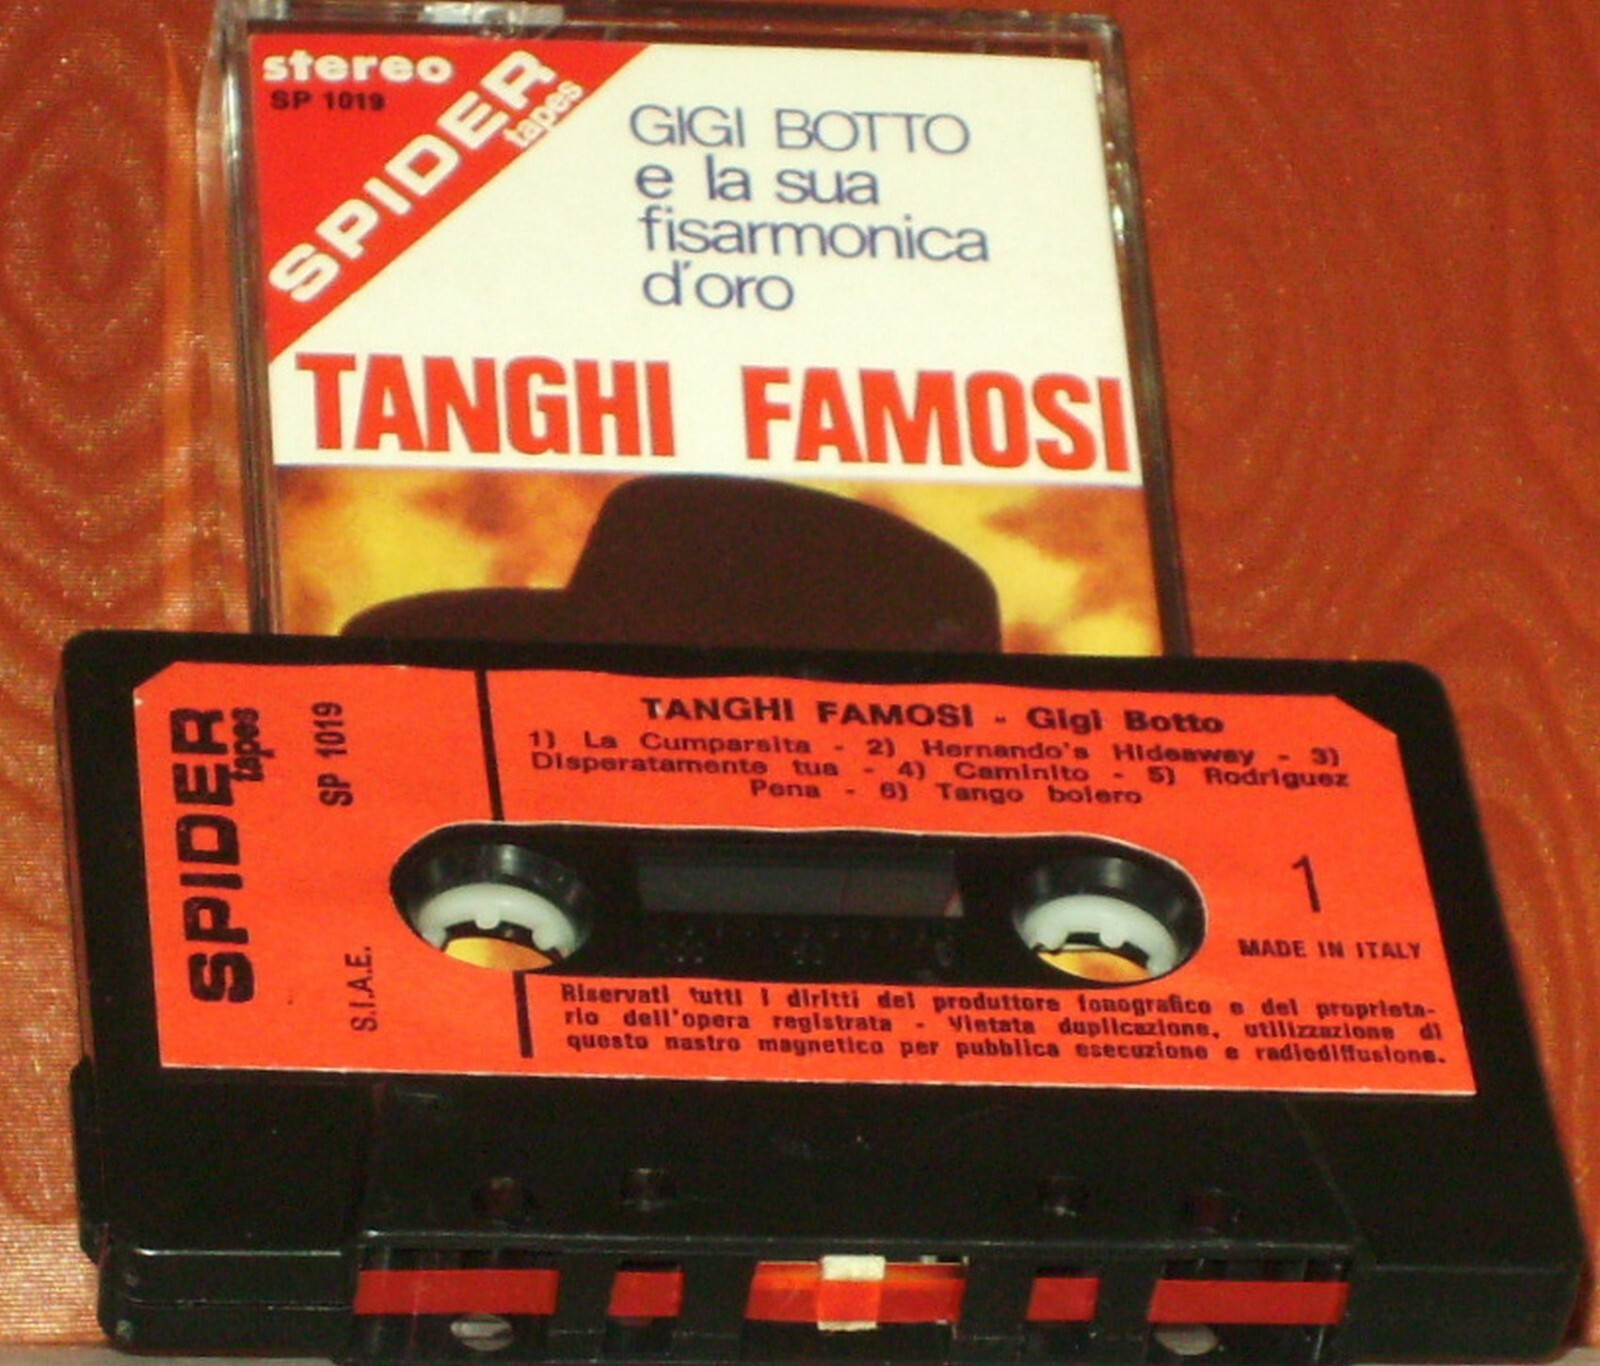 stereo
SP 1019
SPIDER
tapes
GIGI BOTTO
e la sua
fisarmonica
d'oro
TANGHI FAMOSI
SPIDER
tapes
SP 1019
S.I.A.E.
TANGHI FAMOSI - Gigi Botto
1) La Cumparsita - 2) Hernando's Hideaway - 3)
Disperatamente tua - 4) Caminito - 5) Rodriguez
Pena - 6) Tango bolero
1
MADE IN ITALY
Riservati tutti i diritti del produttore fonografico e del proprieta-
rio dell'opera registrata - Vietata duplicazione, utilizzazione di
questo nastro magnetico per pubblica esecuzione e radiodiffusione.